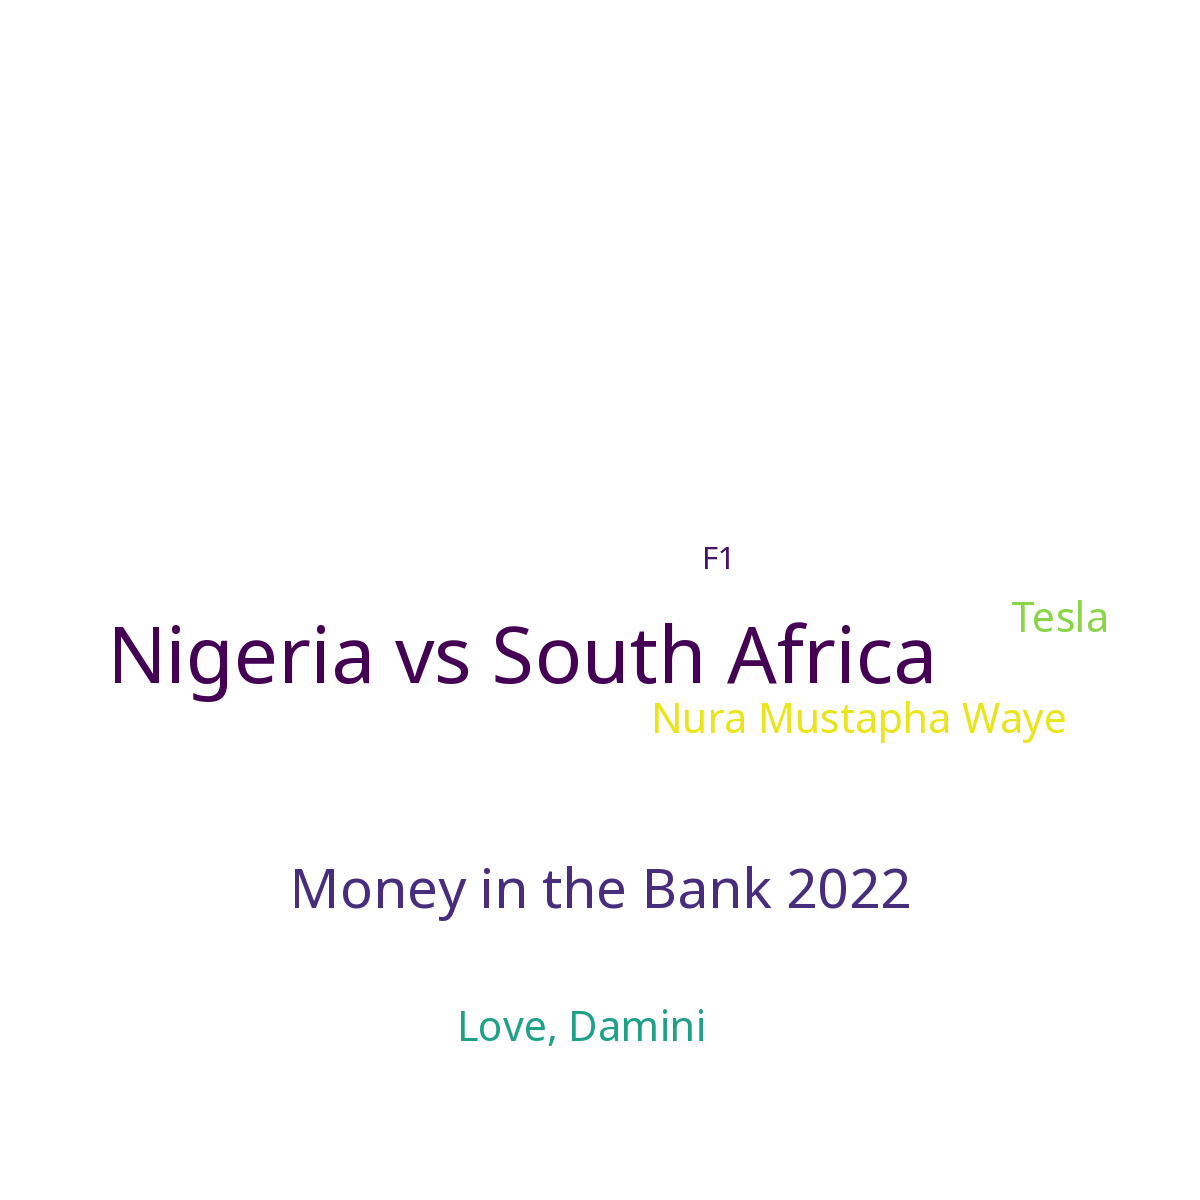 F1
Tesla
Nigeria vs South Africa
Nura Mustapha Waye
Money in the Bank 2022
Love, Damini